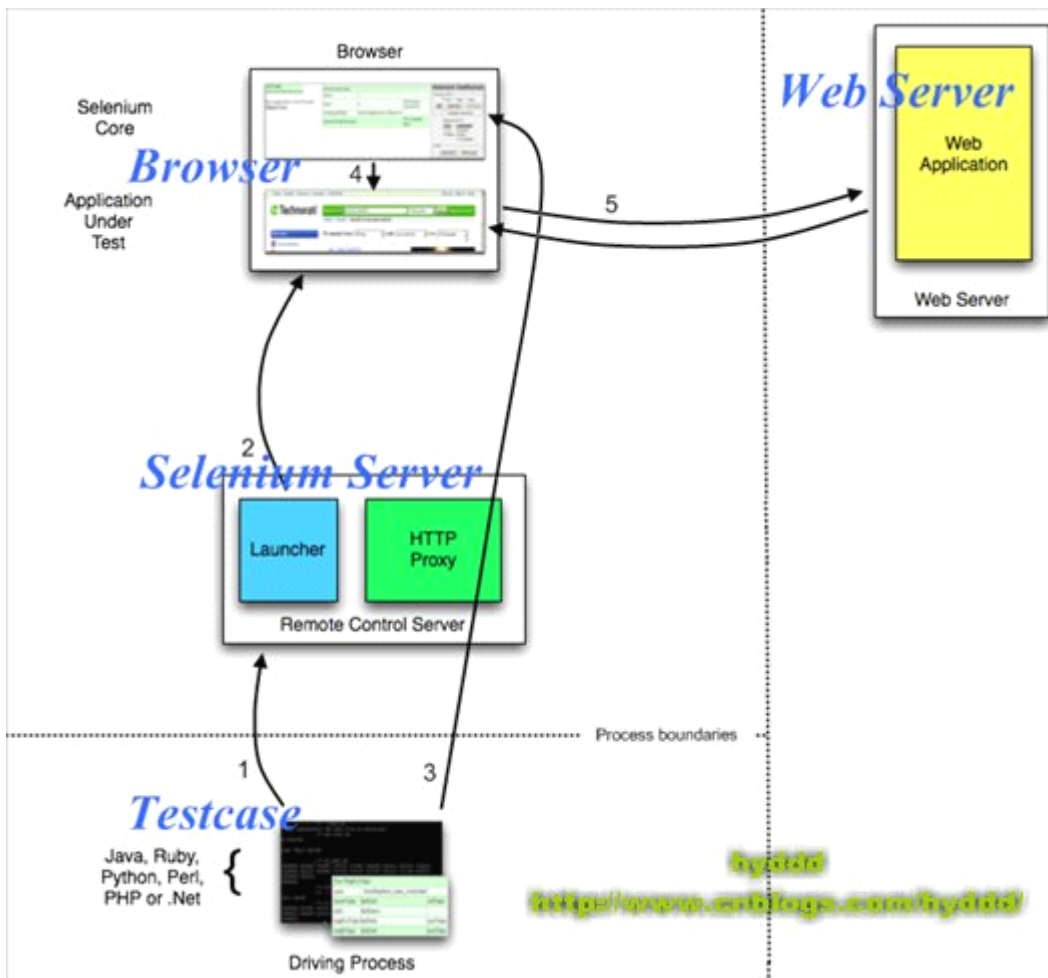 Browser
Selenium
Core
Browser
4
Application
Under
Test
Technorati
5
Web Server
Web
Application
Web Server
2
Selenium Server
Launcher
HTTP
Proxy
Remote Control Server
Process boundaries
1
3
Testcase
Java, Ruby,
Python, Perl,
PHP or .Net
{
Driving Process
hyddd
http://www.cnblogs.com/hyddd/